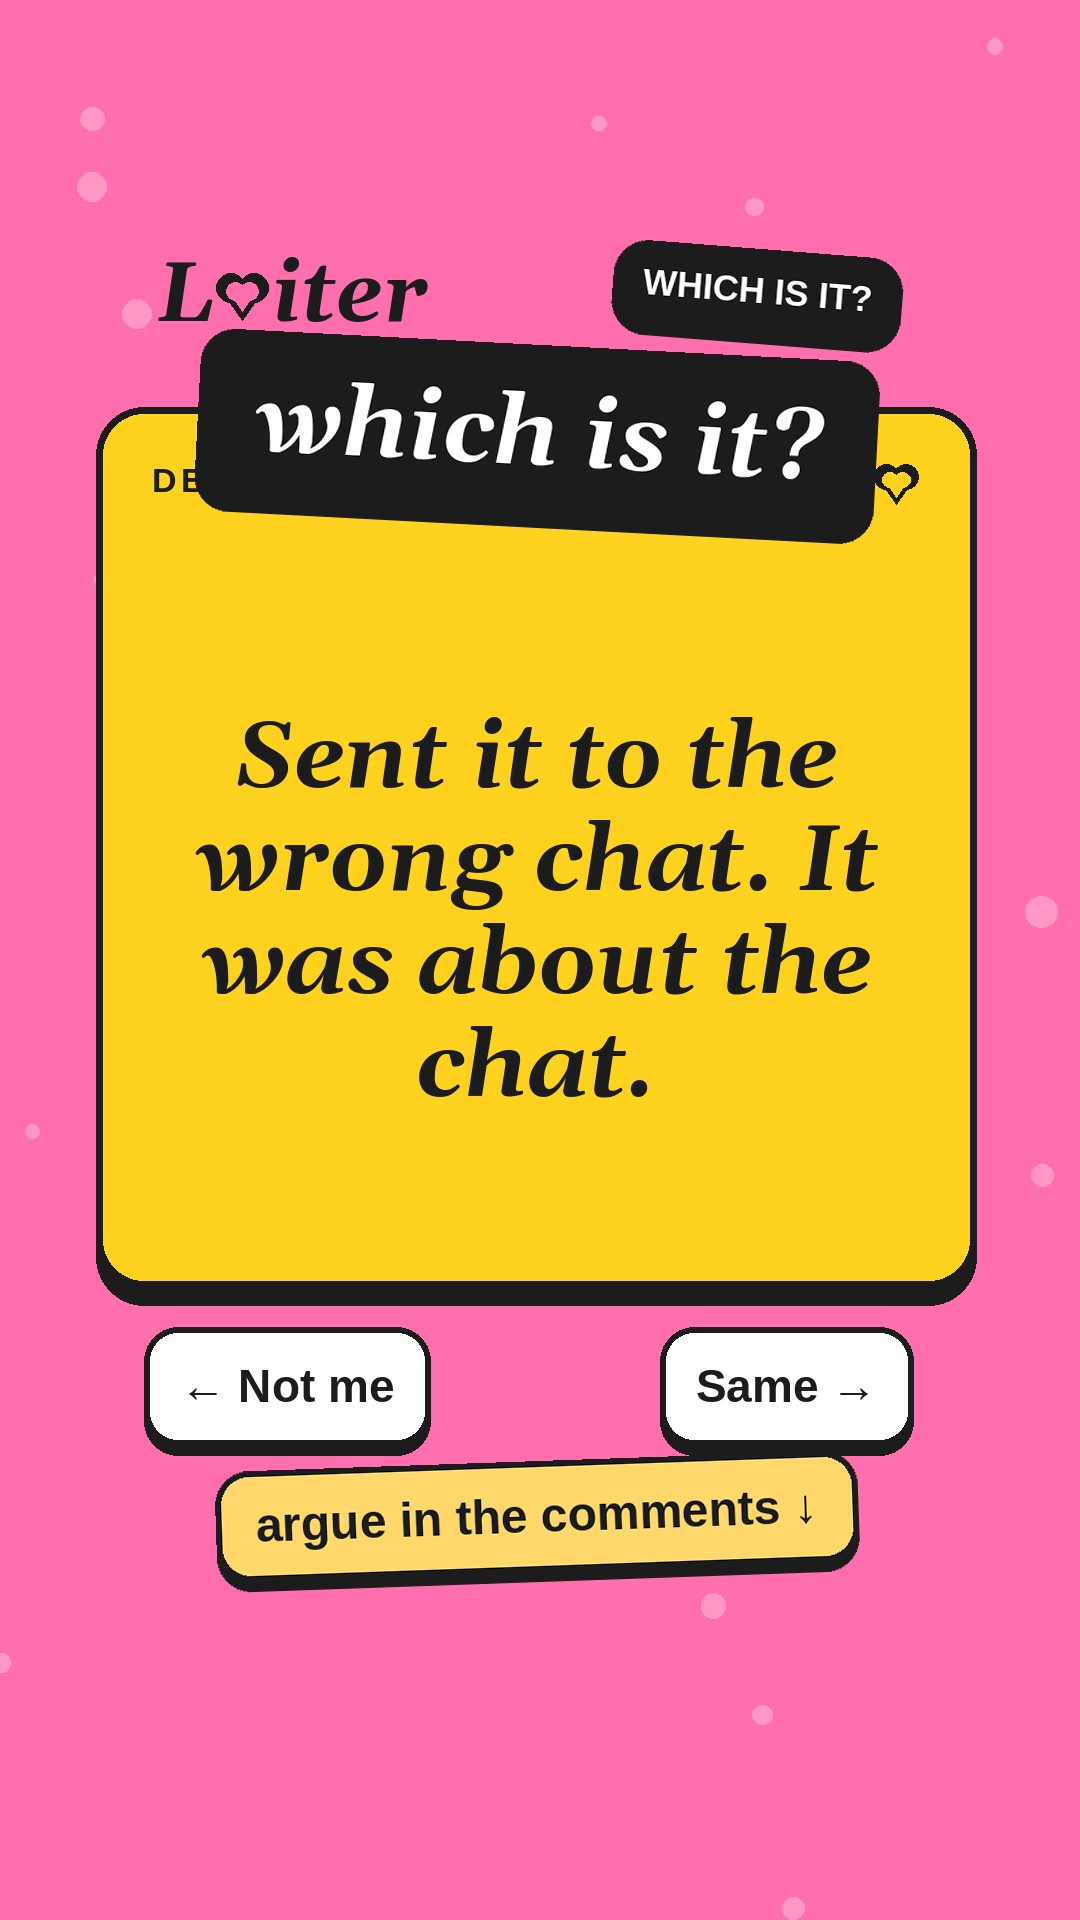 L♡iter
WHICH IS IT?
which is it?
DE
Sent it to the
wrong chat. It
was about the
chat.
← Not me
Same →
argue in the comments ↓